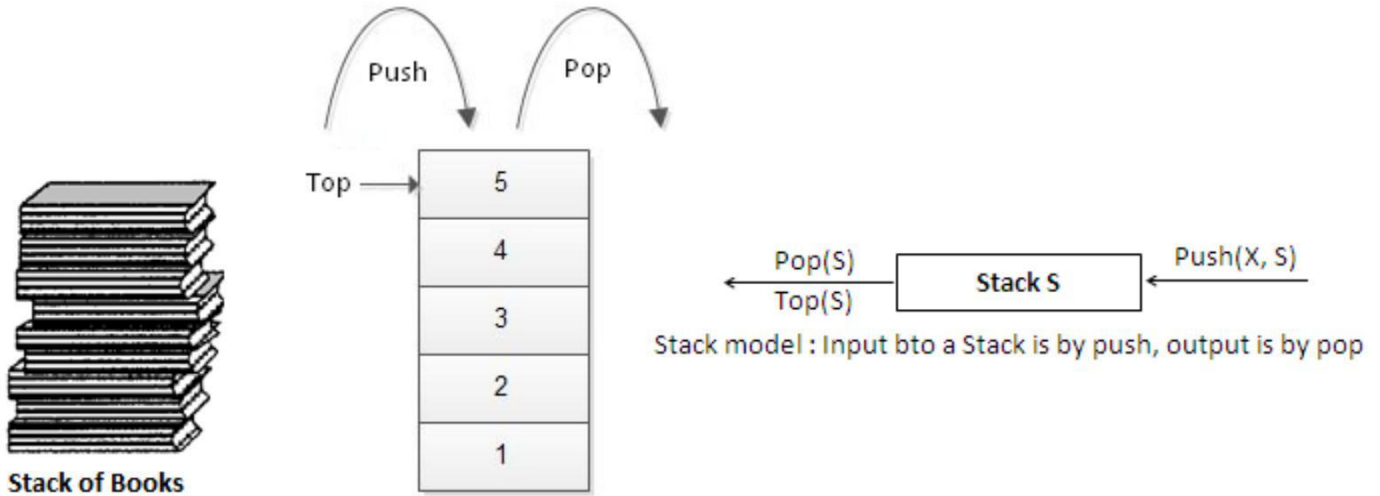 Push
Pop
Top
5
4
3
2
1
Stack of Books
Pop(S)
Top(S)
Stack S
Push(X, S)
Stack model : Input bto a Stack is by push, output is by pop